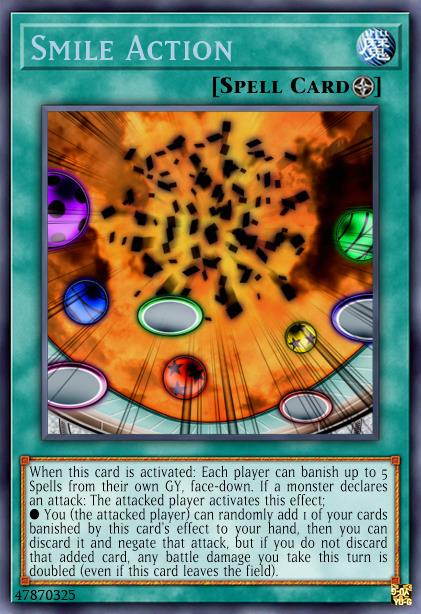 Smile Action
魔
[Spell Card]
When this card is activated: Each player can banish up to 5
Spells from their own GY, face-down. If a monster declares
an attack: The attacked player activates this effect;
● You (the attacked player) can randomly add 1 of your cards
banished by this card's effect to your hand, then you can
discard it and negate that attack, but if you do not discard
that added card, any battle damage you take this turn is
doubled (even if this card leaves the field).
47870325